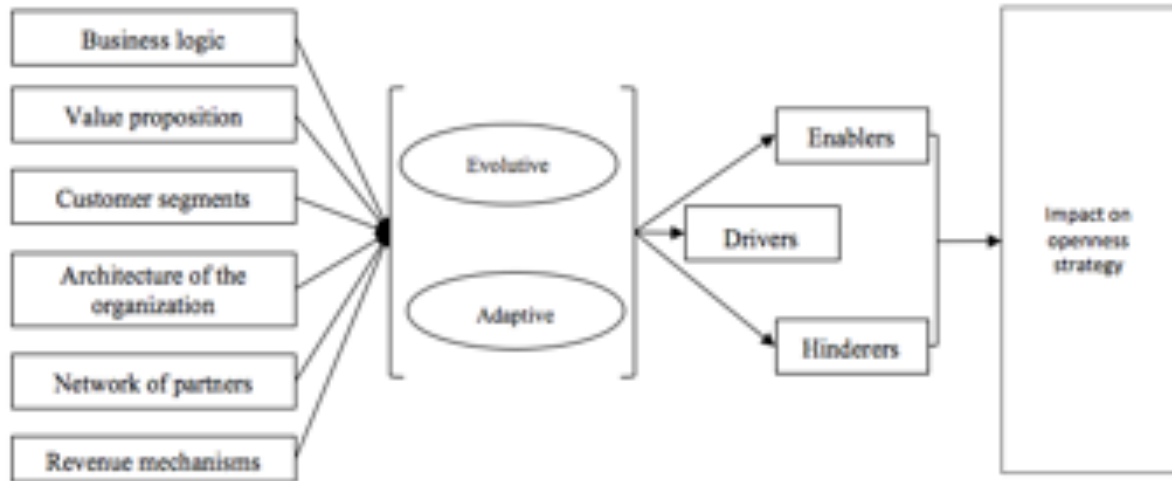 Business logic
Value proposition
Customer segments
Architecture of the
organization
Network of partners
Revenue mechanisms
Evolutive
Adaptive
Enablers
Drivers
Hinderers
Impact on
openness
strategy